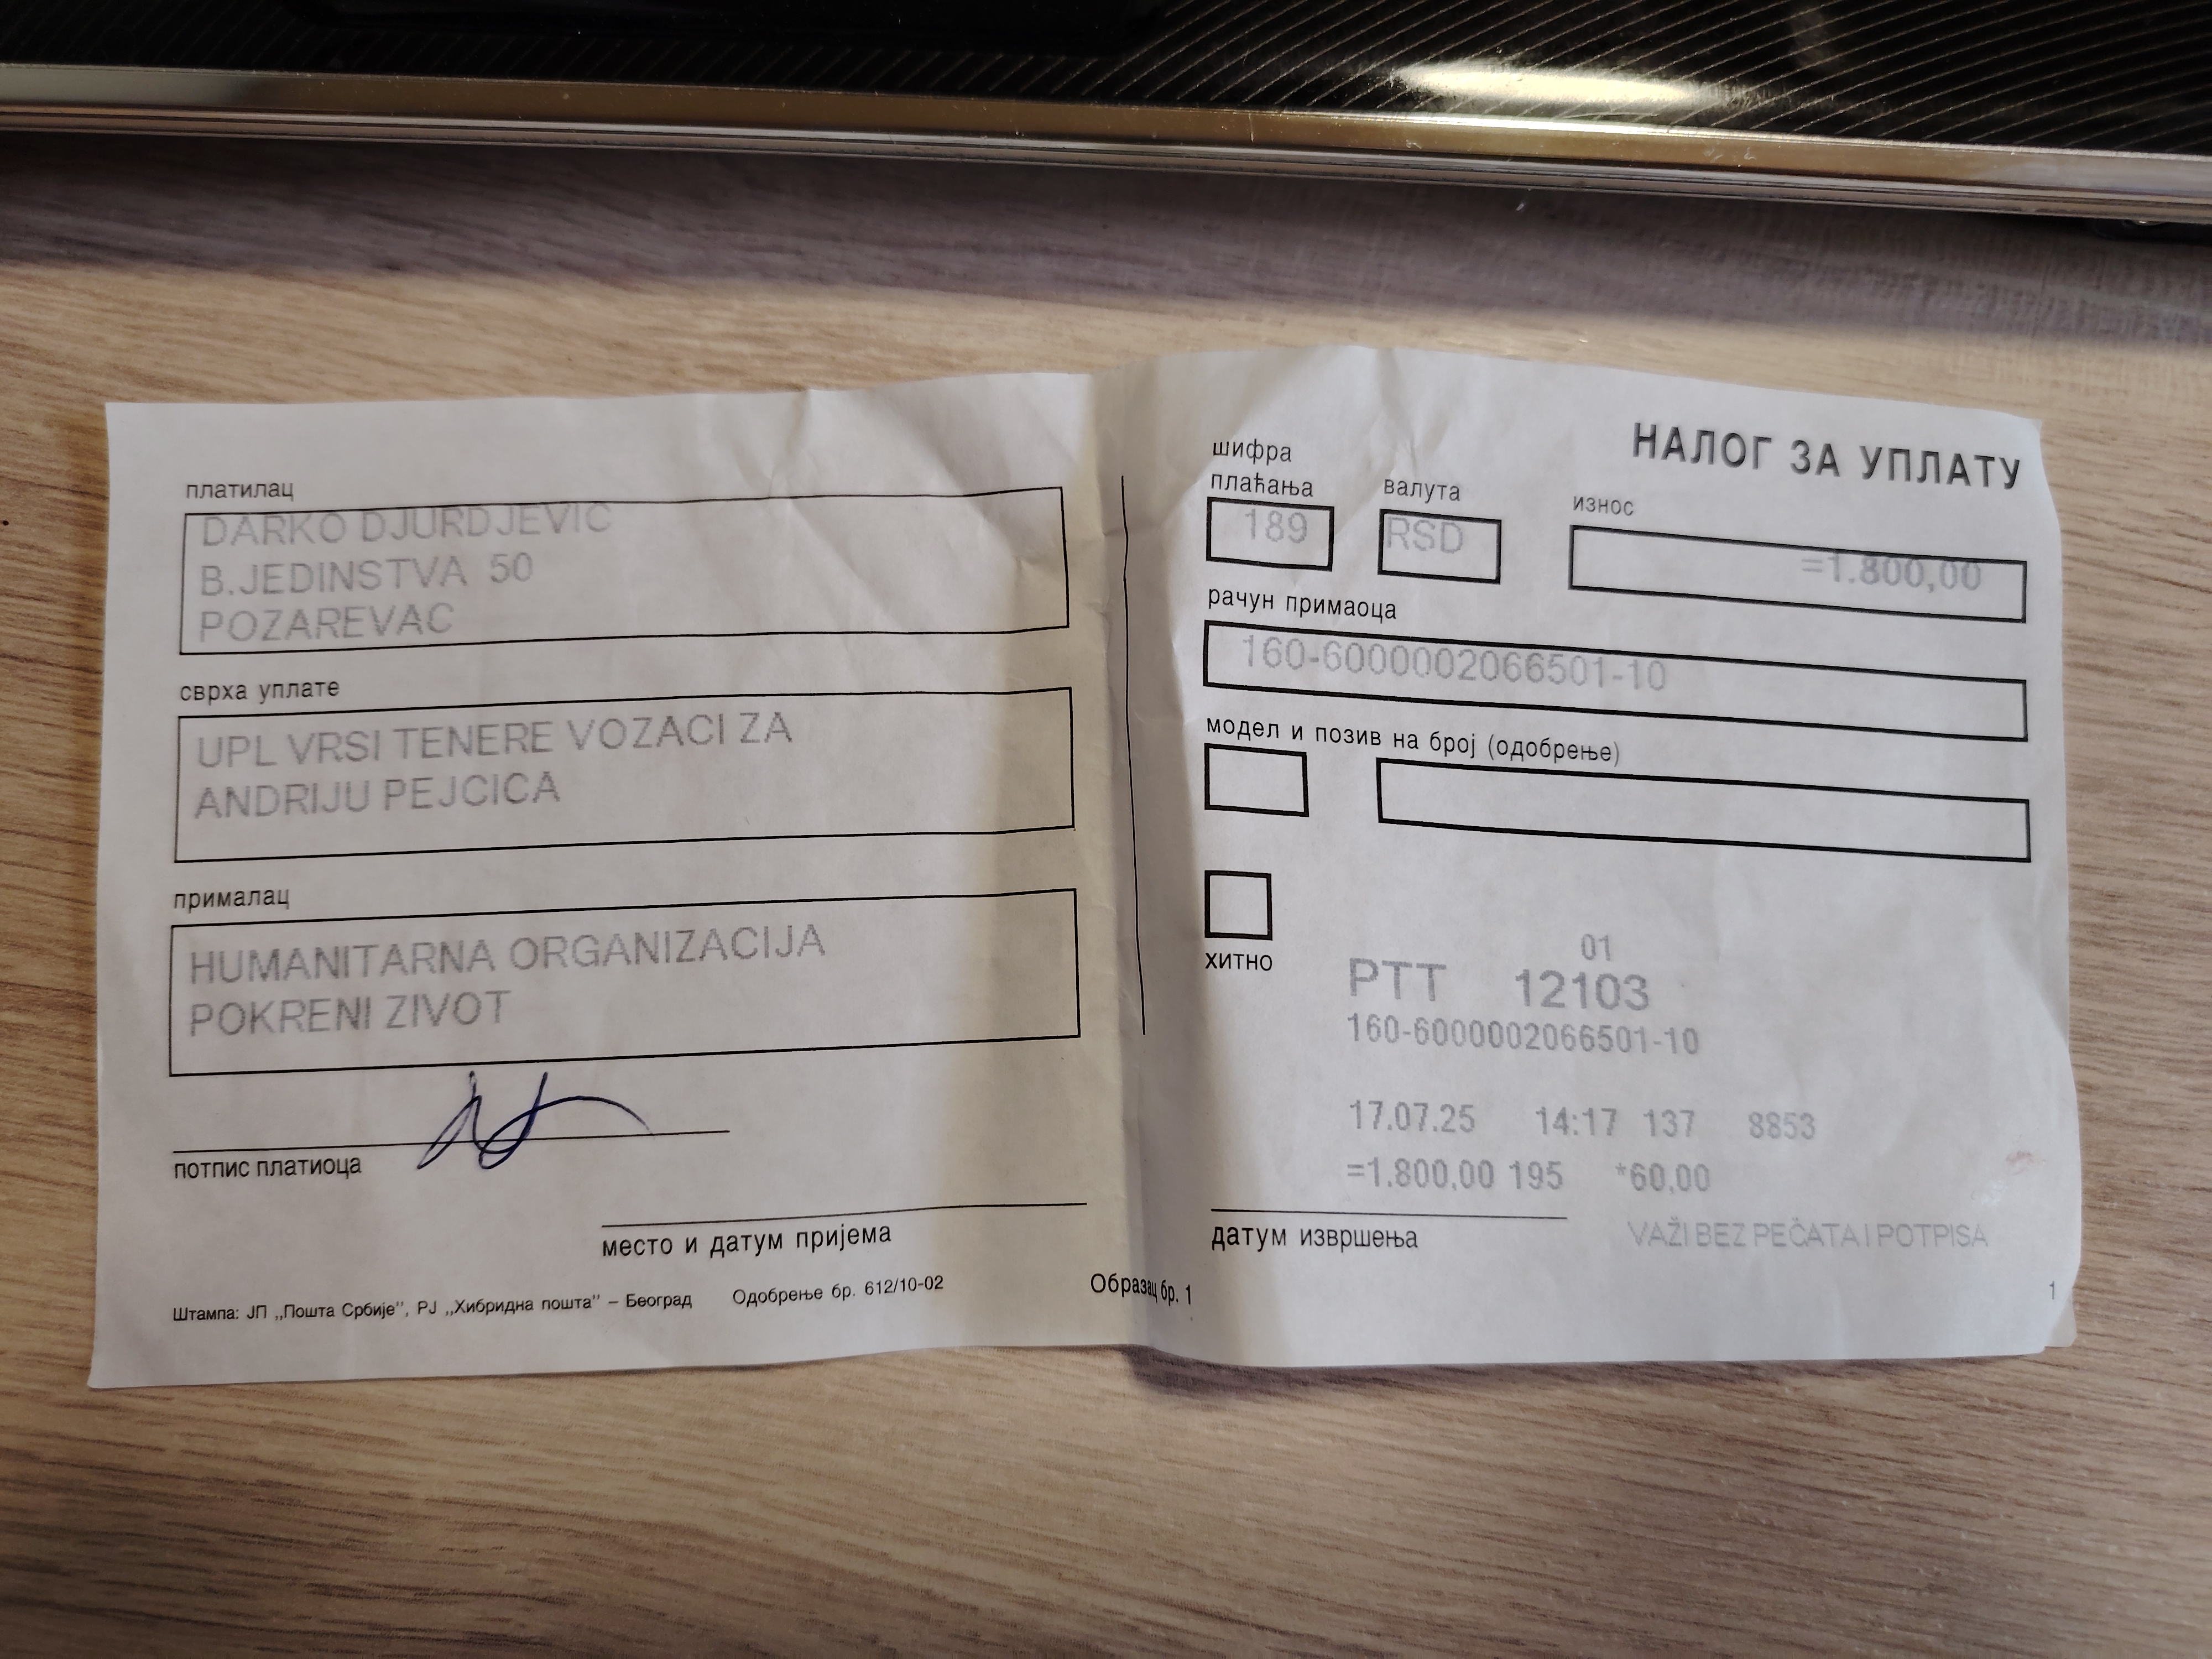 НАЛОГ ЗА УПЛАТУ
платилац
DARKO DJURDJEVIC
B.JEDINSTVA 50
POZAREVAC
сврха уплате
UPL VRSI TENERE VOZACI ZA
ANDRIJU PEJCICA
прималац
HUMANITARNA ORGANIZACIJA
POKRENI ZIVOT
потпис платиоца
место и датум пријема
Штампа: ЈП ,,Пошта Србије'', РЈ ,,Хибридна пошта'' – Београд Одобрење бр. 612/10-02
Образац бр. 1
шифра
плаћања валута износ
189 RSD =1.800,00
рачун примаоца
160-6000002066501-10
модел и позив на број (одобрење)
хитно
01
PTT 12103
160-6000002066501-10
17.07.25 14:17 137 8853
=1.800,00 195 *60,00
датум извршења
VAŽI BEZ PEČATA I POTPISA
1